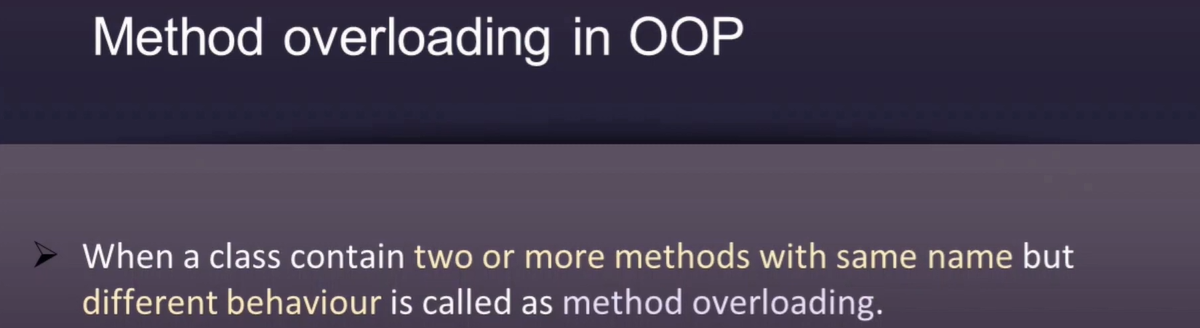 Method overloading in OOP
When a class contain two or more methods with same name but
different behaviour is called as method overloading.